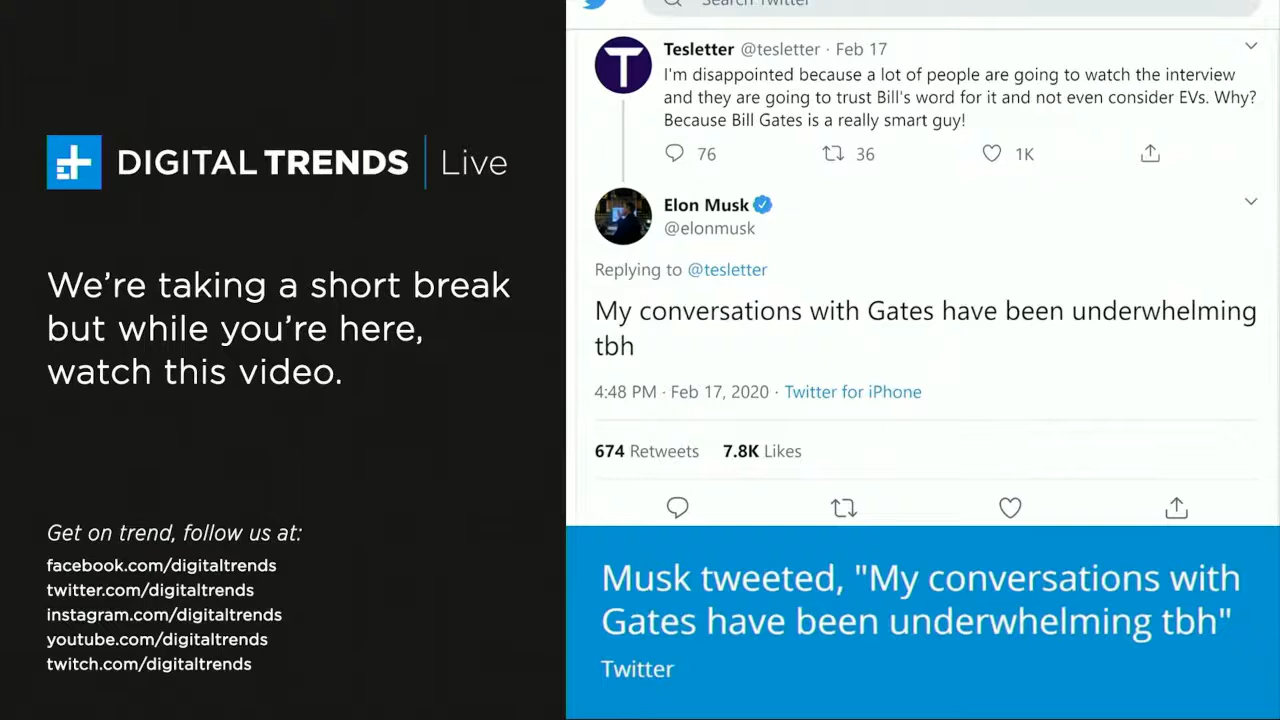 DIGITAL TRENDS | Live
We're taking a short break
but while you're here,
watch this video.
Get on trend, follow us at:
facebook.com/digitaltrends
twitter.com/digitaltrends
instagram.com/digitaltrends
youtube.com/digitaltrends
twitch.com/digitaltrends
Search Twitter
Tesletter @tesletter · Feb 17
I'm disappointed because a lot of people are going to watch the interview
and they are going to trust Bill's word for it and not even consider EVs. Why?
Because Bill Gates is a really smart guy!
76 36 1K
Elon Musk
@elonmusk
Replying to @tesletter
My conversations with Gates have been underwhelming
tbh
4:48 PM · Feb 17, 2020 · Twitter for iPhone
674 Retweets 7.8K Likes
Musk tweeted, "My conversations with
Gates have been underwhelming tbh"
Twitter